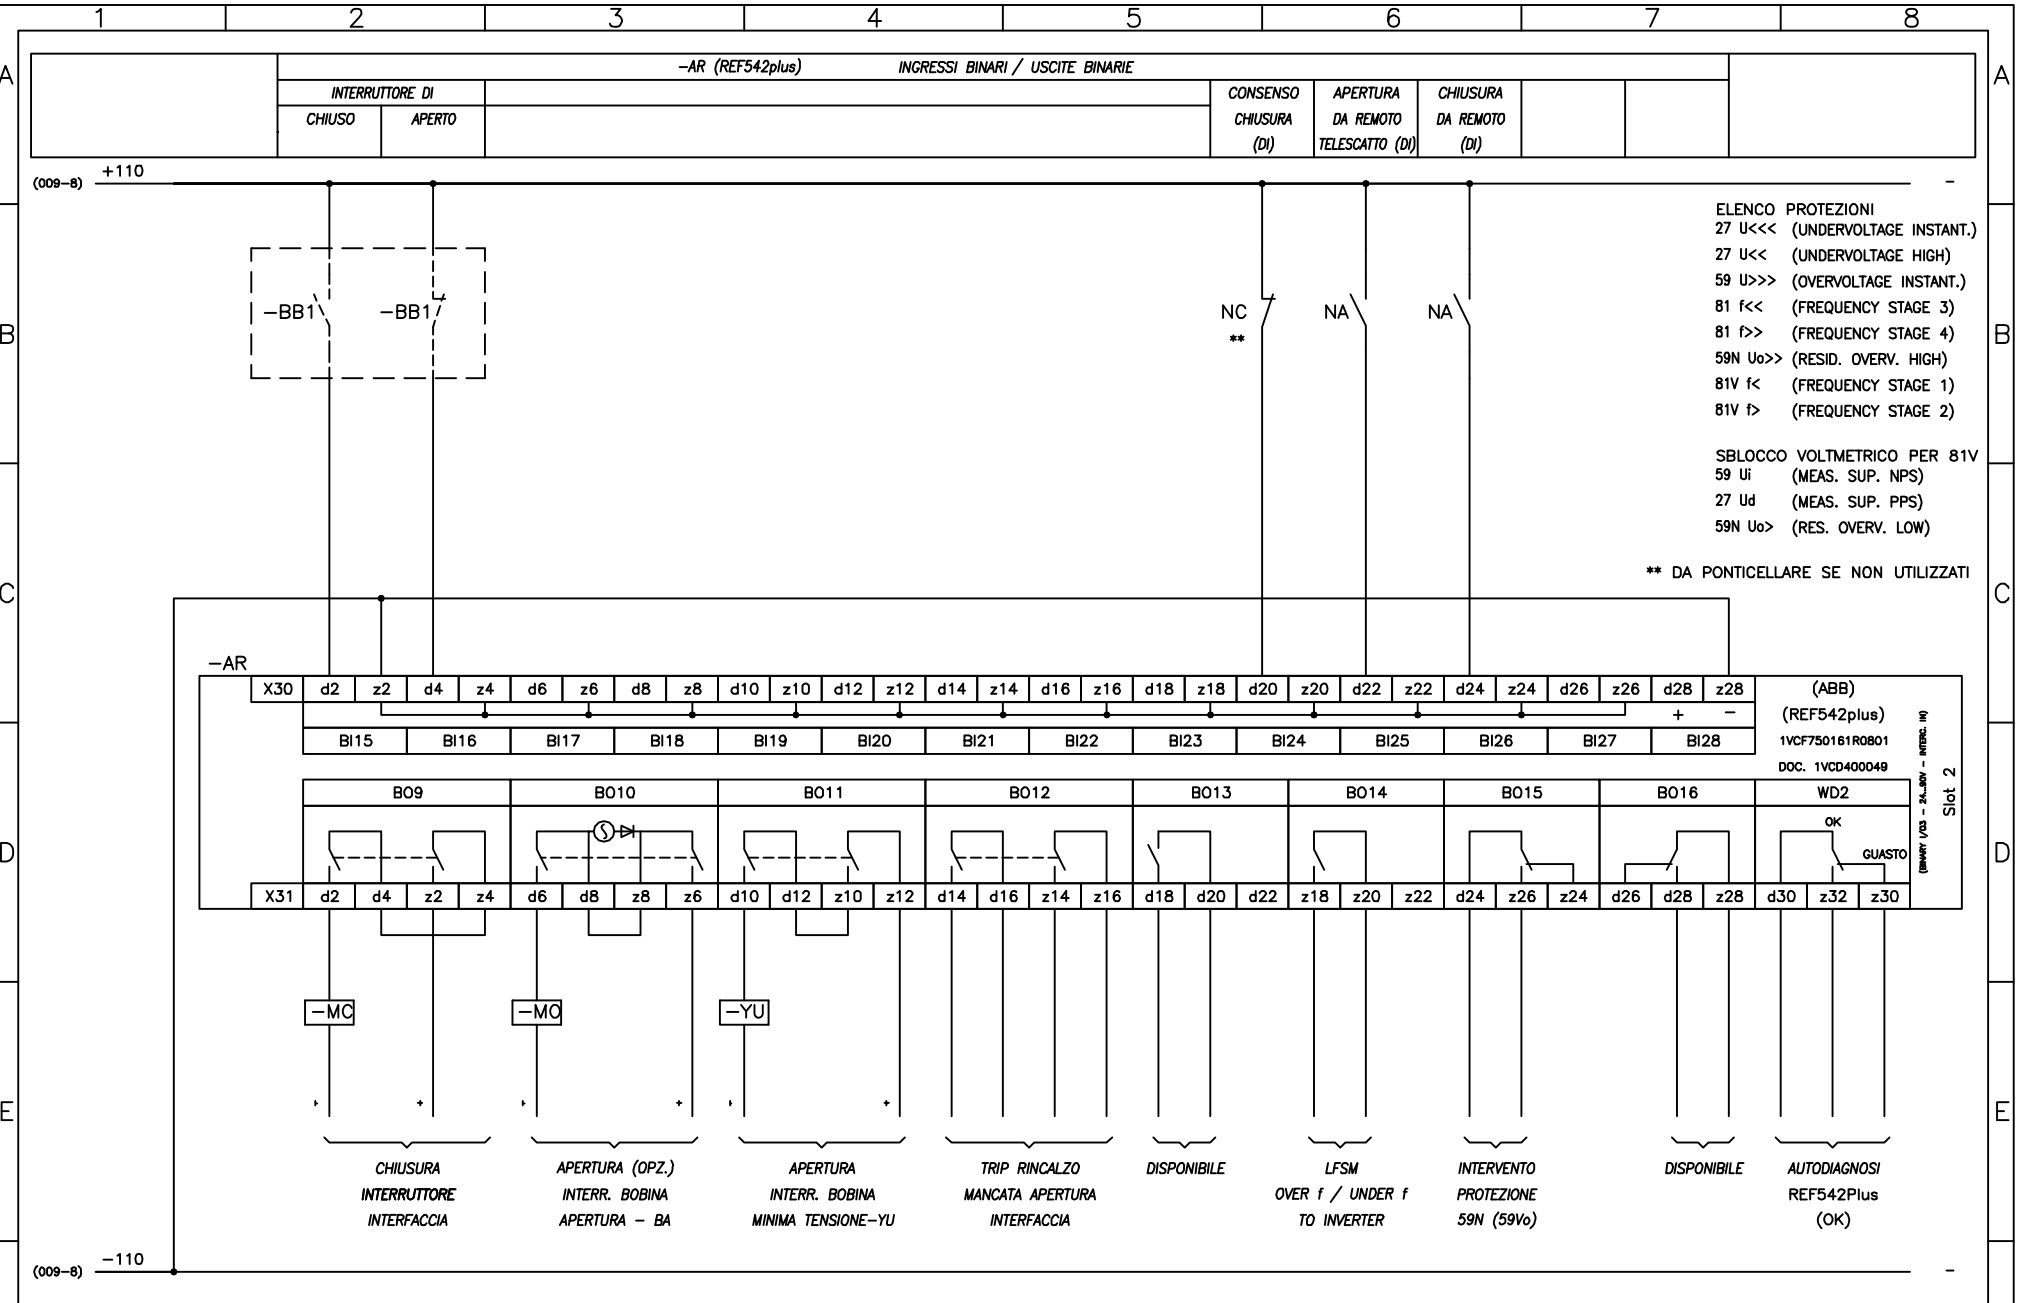 1 2 3 4 5 6 7 8
A A
-AR (REF542plus) INGRESSI BINARI / USCITE BINARIE
INTERRUTTORE DI
CHIUSO APERTO
CONSENSO CHIUSURA (DI)
APERTURA DA REMOTO TELESCATTO (DI)
CHIUSURA DA REMOTO (DI)
(009-8) +110 -
ELENCO PROTEZIONI
27 U<<< (UNDERVOLTAGE INSTANT.)
27 U<< (UNDERVOLTAGE HIGH)
59 U>>> (OVERVOLTAGE INSTANT.)
81 f<< (FREQUENCY STAGE 3)
81 f>> (FREQUENCY STAGE 4)
59N Uo>> (RESID. OVERV. HIGH)
81V f< (FREQUENCY STAGE 1)
81V f> (FREQUENCY STAGE 2)
-BB1 -BB1 NC NA NA
**
B B
SBLOCCO VOLTMETRICO PER 81V
59 Ui (MEAS. SUP. NPS)
27 Ud (MEAS. SUP. PPS)
59N Uo> (RES. OVERV. LOW)
** DA PONTICELLARE SE NON UTILIZZATI
C C
-AR
X30 d2 z2 d4 z4 d6 z6 d8 z8 d10 z10 d12 z12 d14 z14 d16 z16 d18 z18 d20 z20 d22 z22 d24 z24 d26 z26 d28 z28
+ -
BI15 BI16 BI17 BI18 BI19 BI20 BI21 BI22 BI23 BI24 BI25 BI26 BI27 BI28
(ABB)
(REF542plus)
1VCF750161R0801
DOC. 1VCD400049
(BINARY I/O3 - 24...90V - INTERC. IN)
Slot 2
BO9 BO10 BO11 BO12 BO13 BO14 BO15 BO16 WD2
OK
GUASTO
D D
X31 d2 d4 z2 z4 d6 d8 z8 z6 d10 d12 z10 z12 d14 d16 z14 z16 d18 d20 d22 z18 z20 z22 d24 z26 z24 d26 d28 z28 d30 z32 z30
-MC -MO -YU
+ + +
E E
CHIUSURA
INTERRUTTORE
INTERFACCIA
APERTURA (OPZ.)
INTERR. BOBINA
APERTURA - BA
APERTURA
INTERR. BOBINA
MINIMA TENSIONE-YU
TRIP RINCALZO
MANCATA APERTURA
INTERFACCIA
DISPONIBILE
LFSM
OVER f / UNDER f
TO INVERTER
INTERVENTO
PROTEZIONE
59N (59Vo)
DISPONIBILE
AUTODIAGNOSI
REF542Plus
(OK)
(009-8) -110 -